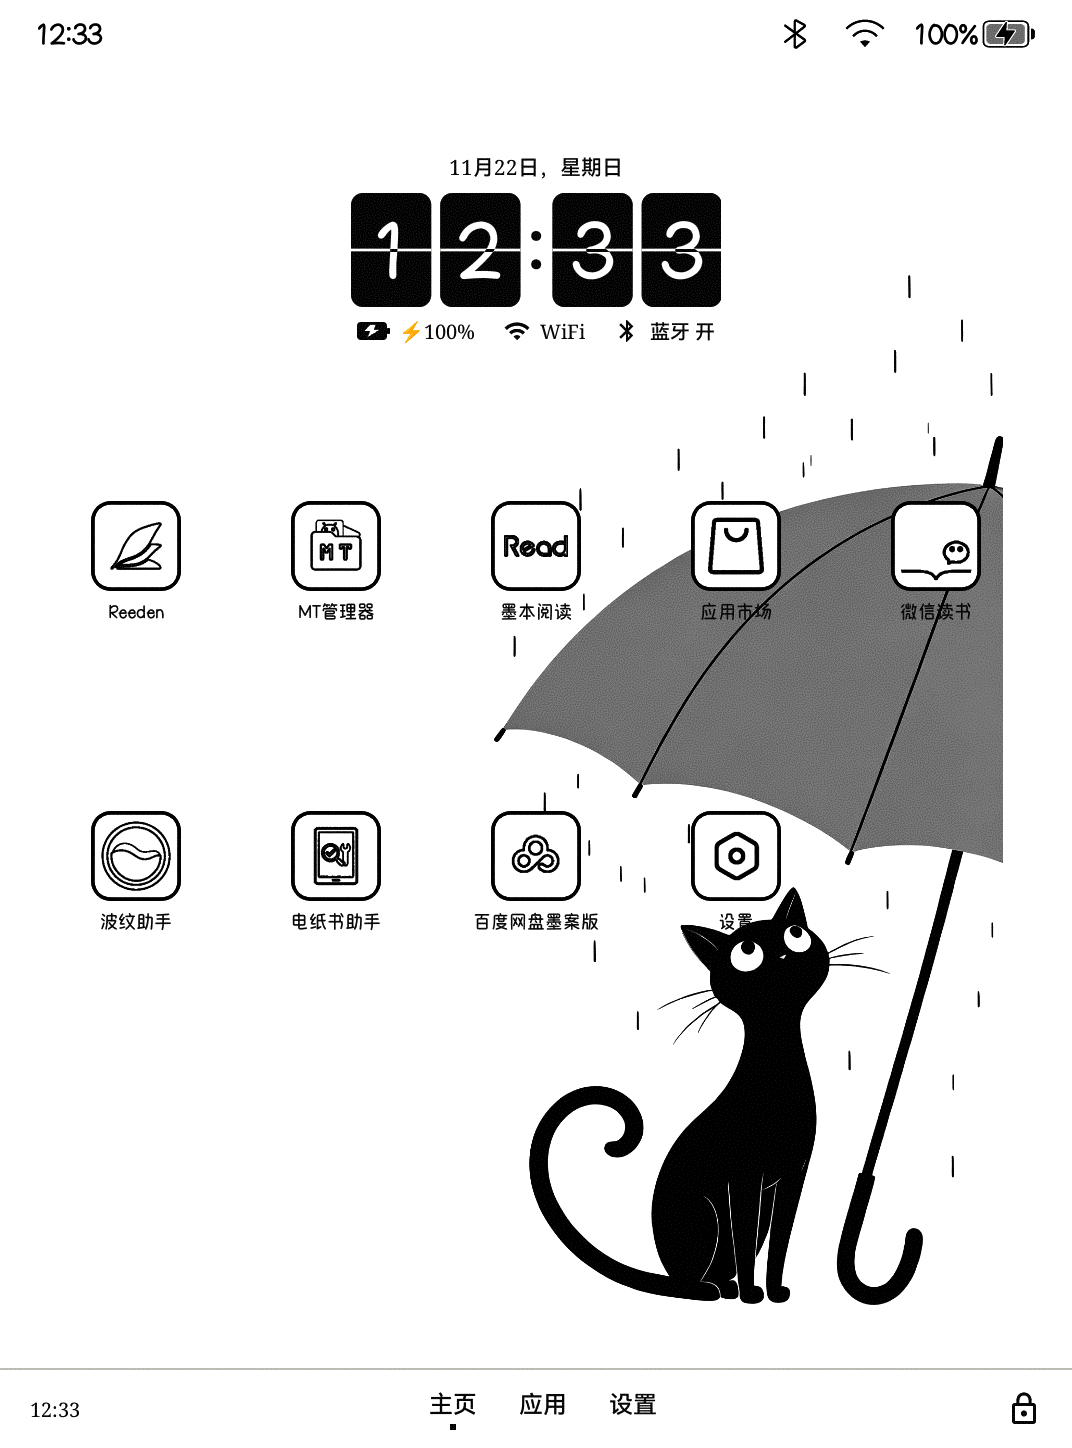 12:33 100%
11月22日，星期日
12:33
⚡100% WiFi 蓝牙 开
MT Read
Reeden MT管理器 墨本阅读 应用市场 微信读书
波纹助手 电纸书助手 百度网盘墨案版 设置
12:33 主页 应用 设置